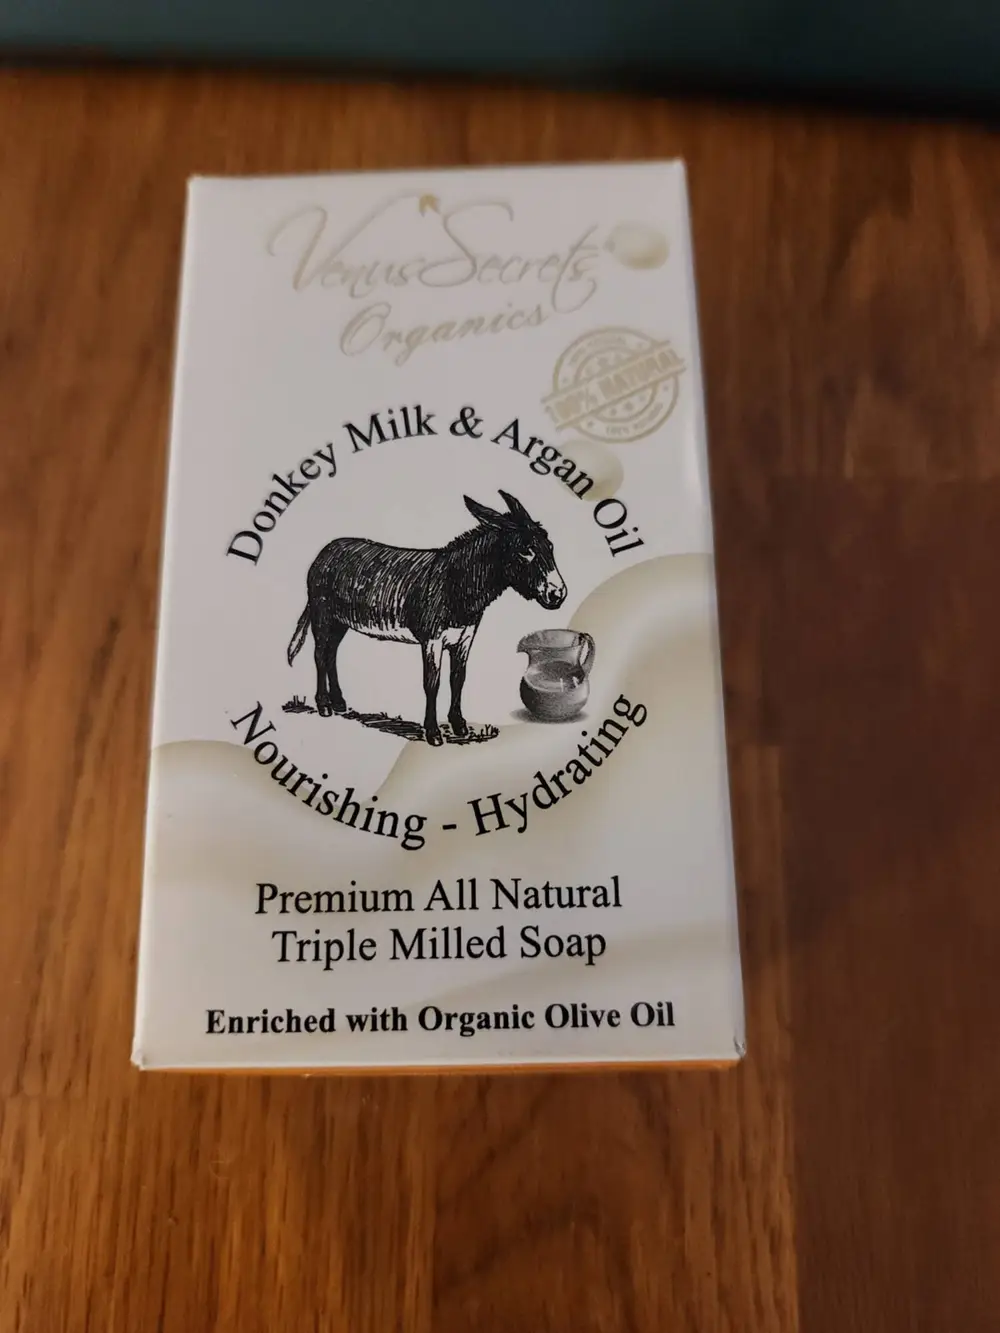 Venus Secrets
Organics
100% NATURAL
Donkey Milk & Argan Oil
Nourishing - Hydrating
Premium All Natural
Triple Milled Soap
Enriched with Organic Olive Oil